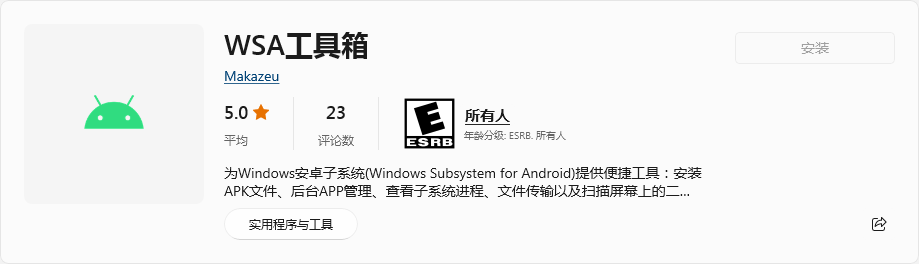 WSA工具箱
安装
Makazeu
5.0
平均
23
评论数
E
ESRB
所有人
年龄分级: ESRB. 所有人
为Windows安卓子系统(Windows Subsystem for Android)提供便捷工具：安装
APK文件、后台APP管理、查看子系统进程、文件传输以及扫描屏幕上的二...
实用程序与工具